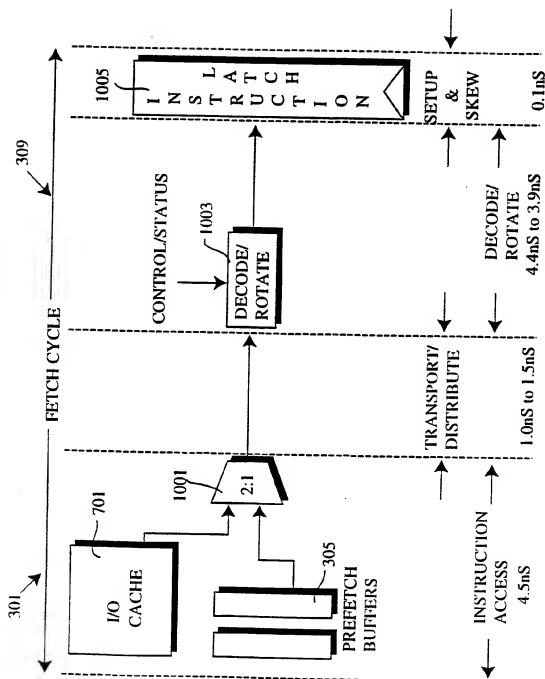 301
309
FETCH CYCLE
701
I/O
CACHE
1001
2:1
305
PREFETCH
BUFFERS
CONTROL/STATUS
1003
DECODE/
ROTATE
1005
INSTRUCTION
LATCH
INSTRUCTION
ACCESS
4.5nS
TRANSPORT/
DISTRIBUTE
1.0nS to 1.5nS
DECODE/
ROTATE
4.4nS to 3.9nS
SETUP
&
SKEW
0.1nS